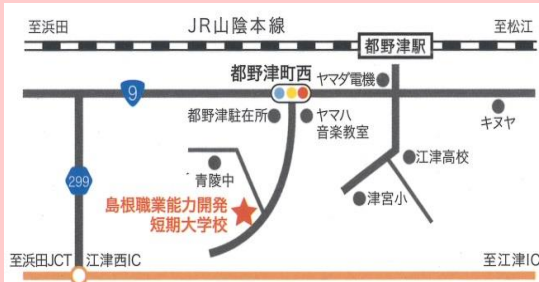 至浜田
JR山陰本線
至松江
都野津駅
都野津町西
ヤマダ電機
9
都野津駐在所
ヤマハ
音楽教室
キヌヤ
青陵中
江津高校
299
津宮小
島根職業能力開発
短期大学校
至浜田JCT
江津西IC
至江津IC